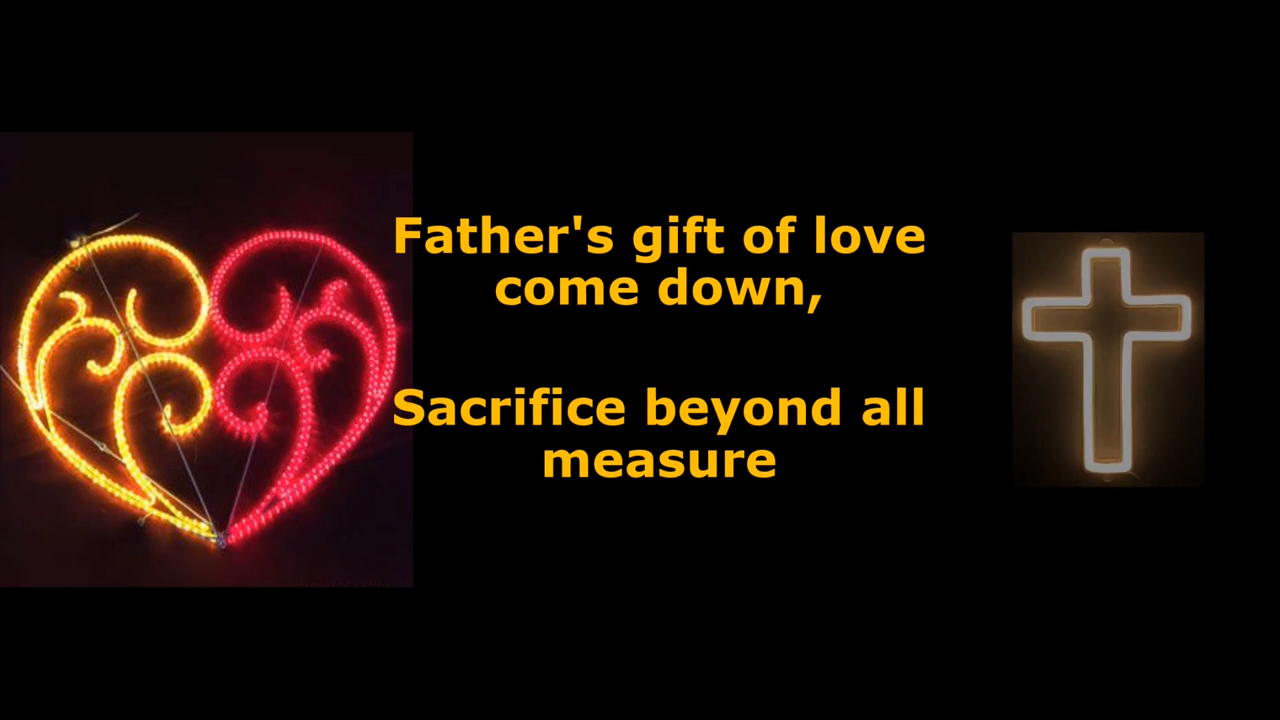 Father's gift of love
come down,
Sacrifice beyond all
measure